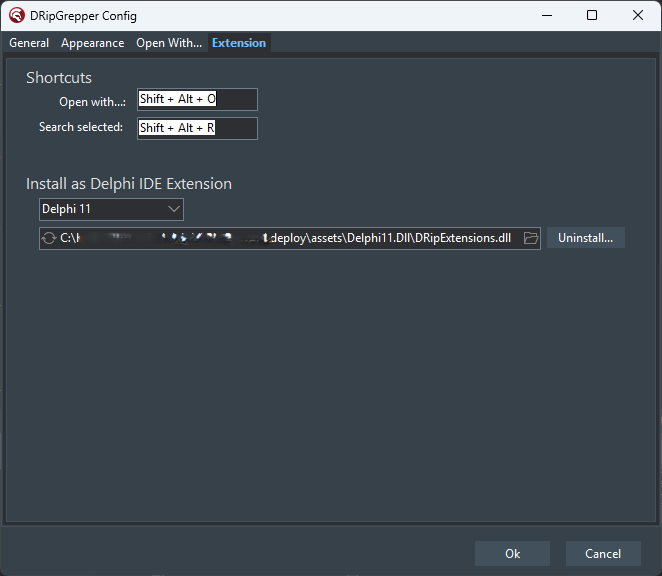 DRipGrepper Config
General Appearance Open With... Extension
Shortcuts
Open with...: Shift + Alt + O
Search selected: Shift + Alt + R
Install as Delphi IDE Extension
Delphi 11
C:\ .deploy\assets\Delphi11.Dll\DRipExtensions.dll Uninstall...
Ok Cancel